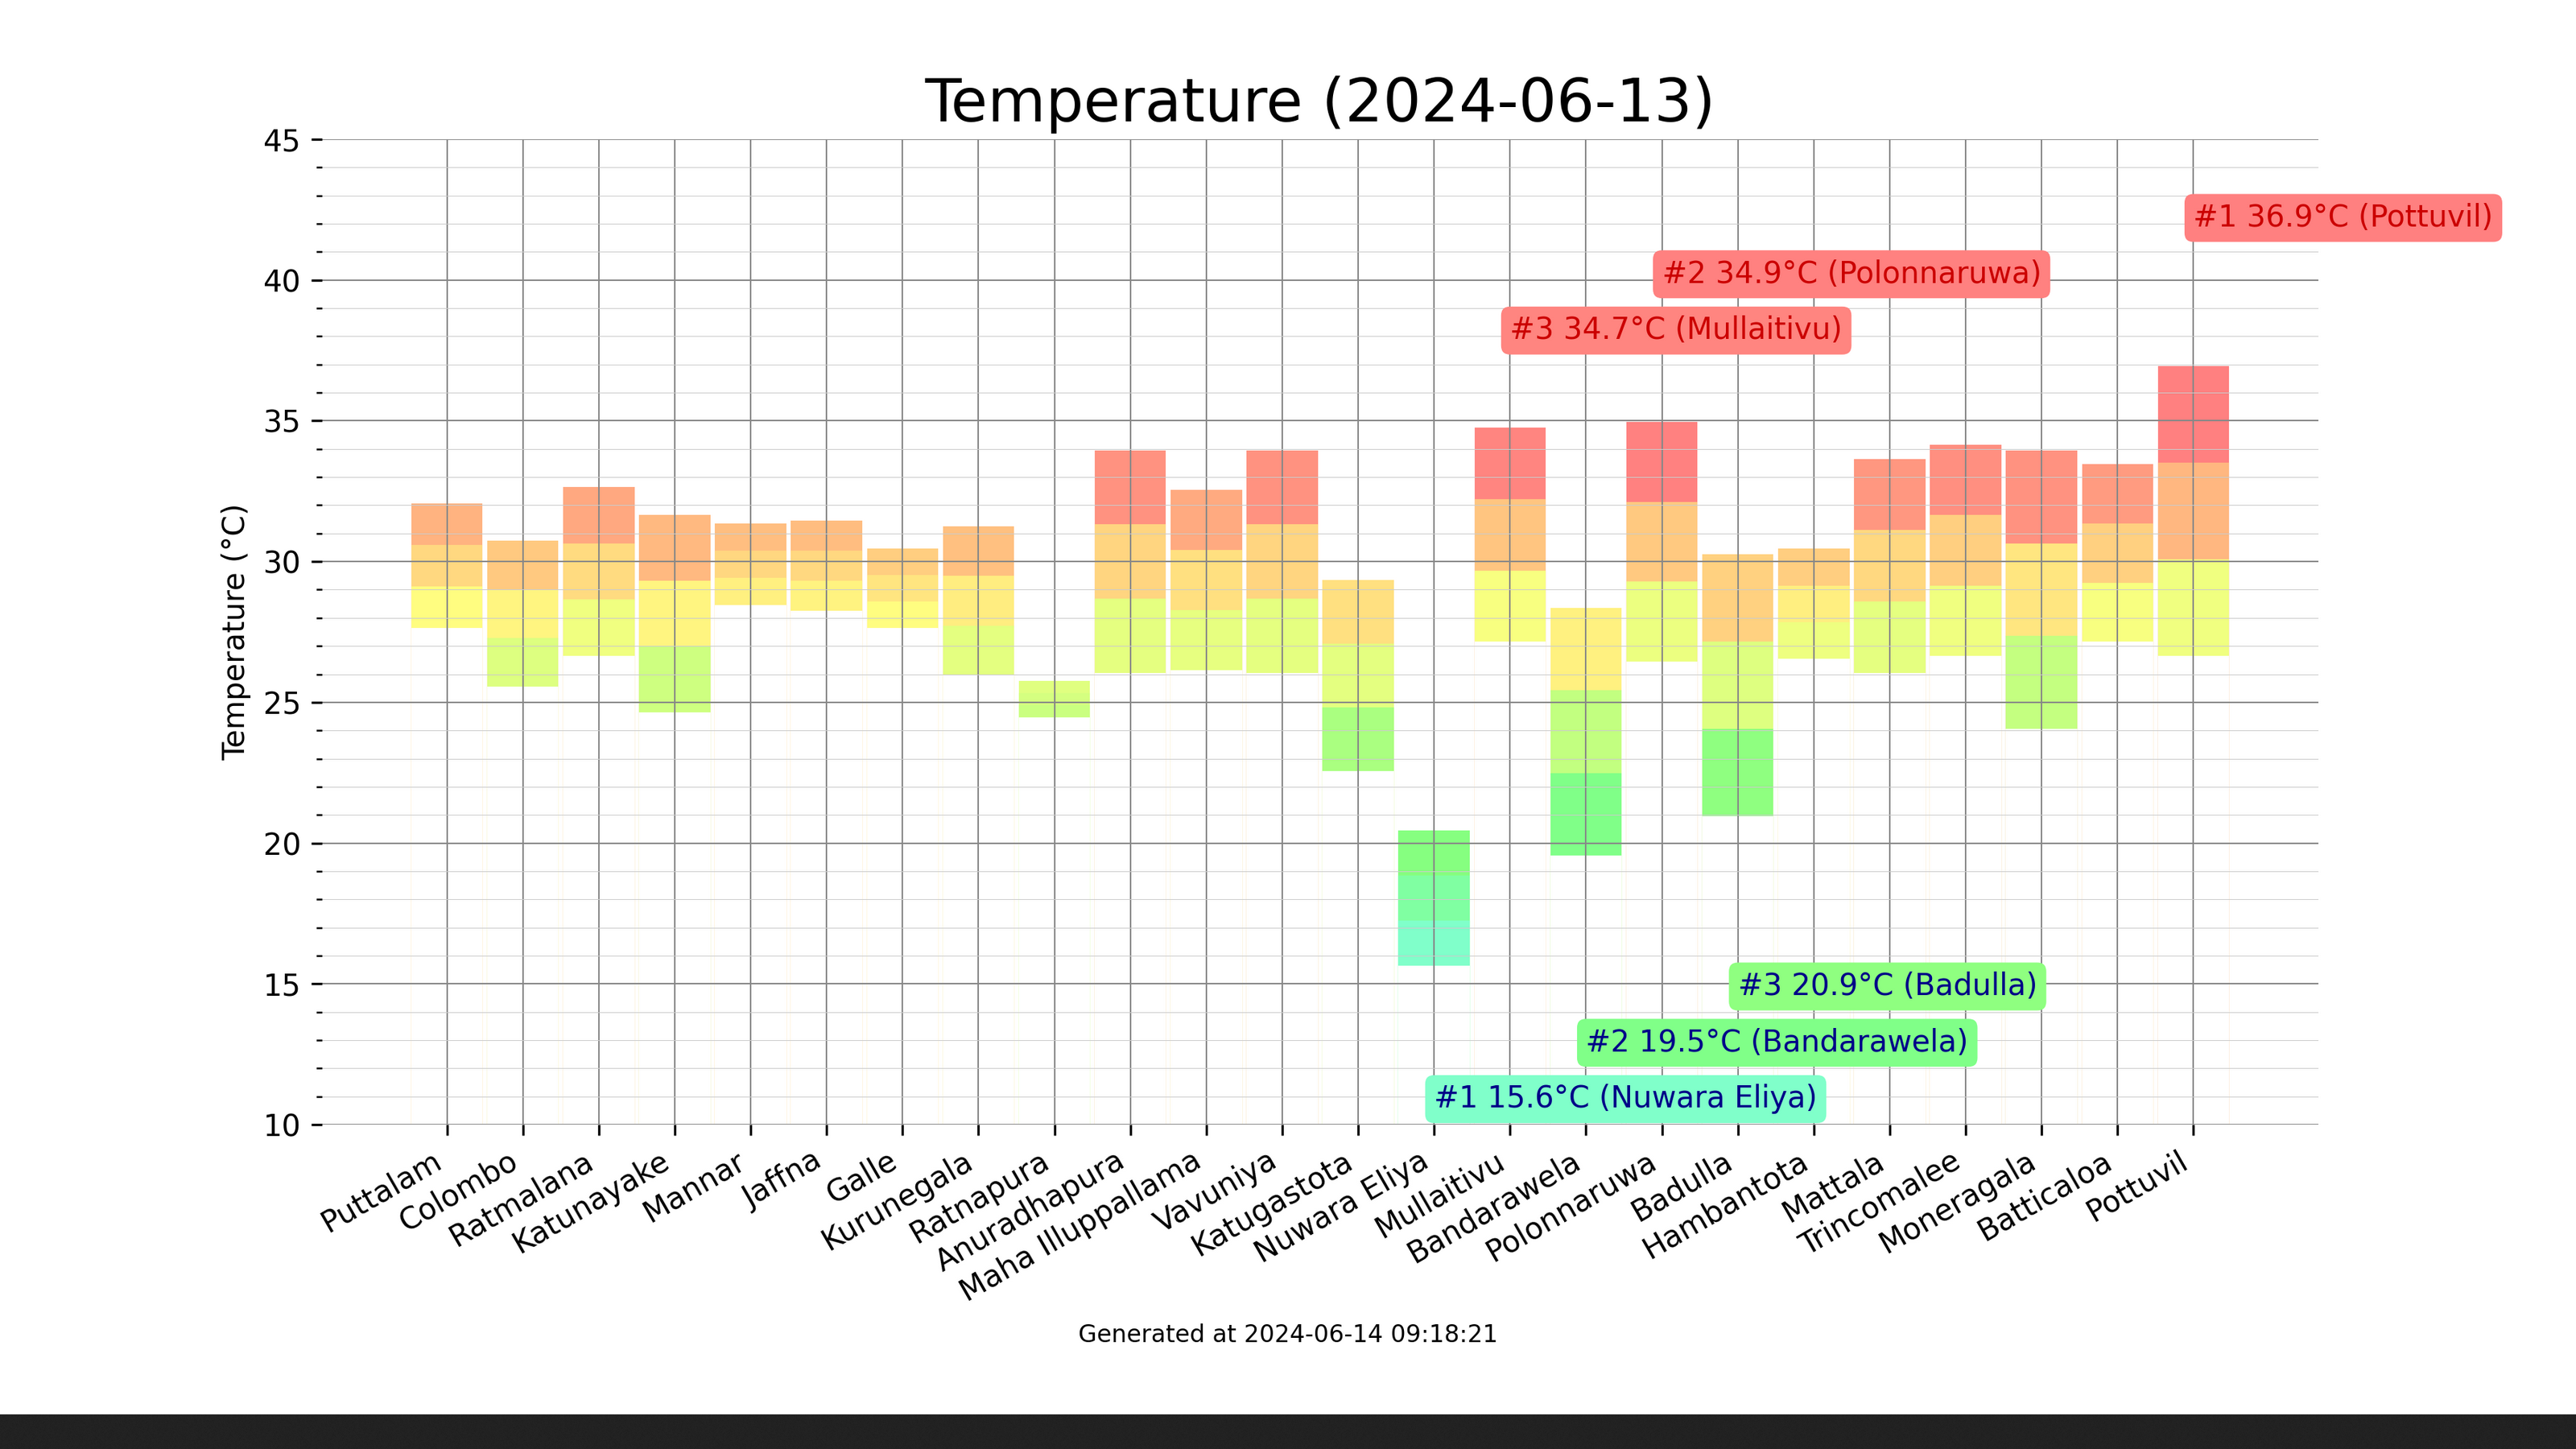 Temperature (2024-06-13)
45
40
35
30
25
20
15
10
Temperature (°C)
#1 36.9°C (Pottuvil)
#2 34.9°C (Polonnaruwa)
#3 34.7°C (Mullaitivu)
#3 20.9°C (Badulla)
#2 19.5°C (Bandarawela)
#1 15.6°C (Nuwara Eliya)
Puttalam
Colombo
Ratmalana
Katunayake
Mannar
Jaffna
Galle
Kurunegala
Ratnapura
Anuradhapura
Maha Illuppallama
Vavuniya
Katugastota
Nuwara Eliya
Mullaitivu
Bandarawela
Polonnaruwa
Badulla
Hambantota
Mattala
Trincomalee
Moneragala
Batticaloa
Pottuvil
Generated at 2024-06-14 09:18:21